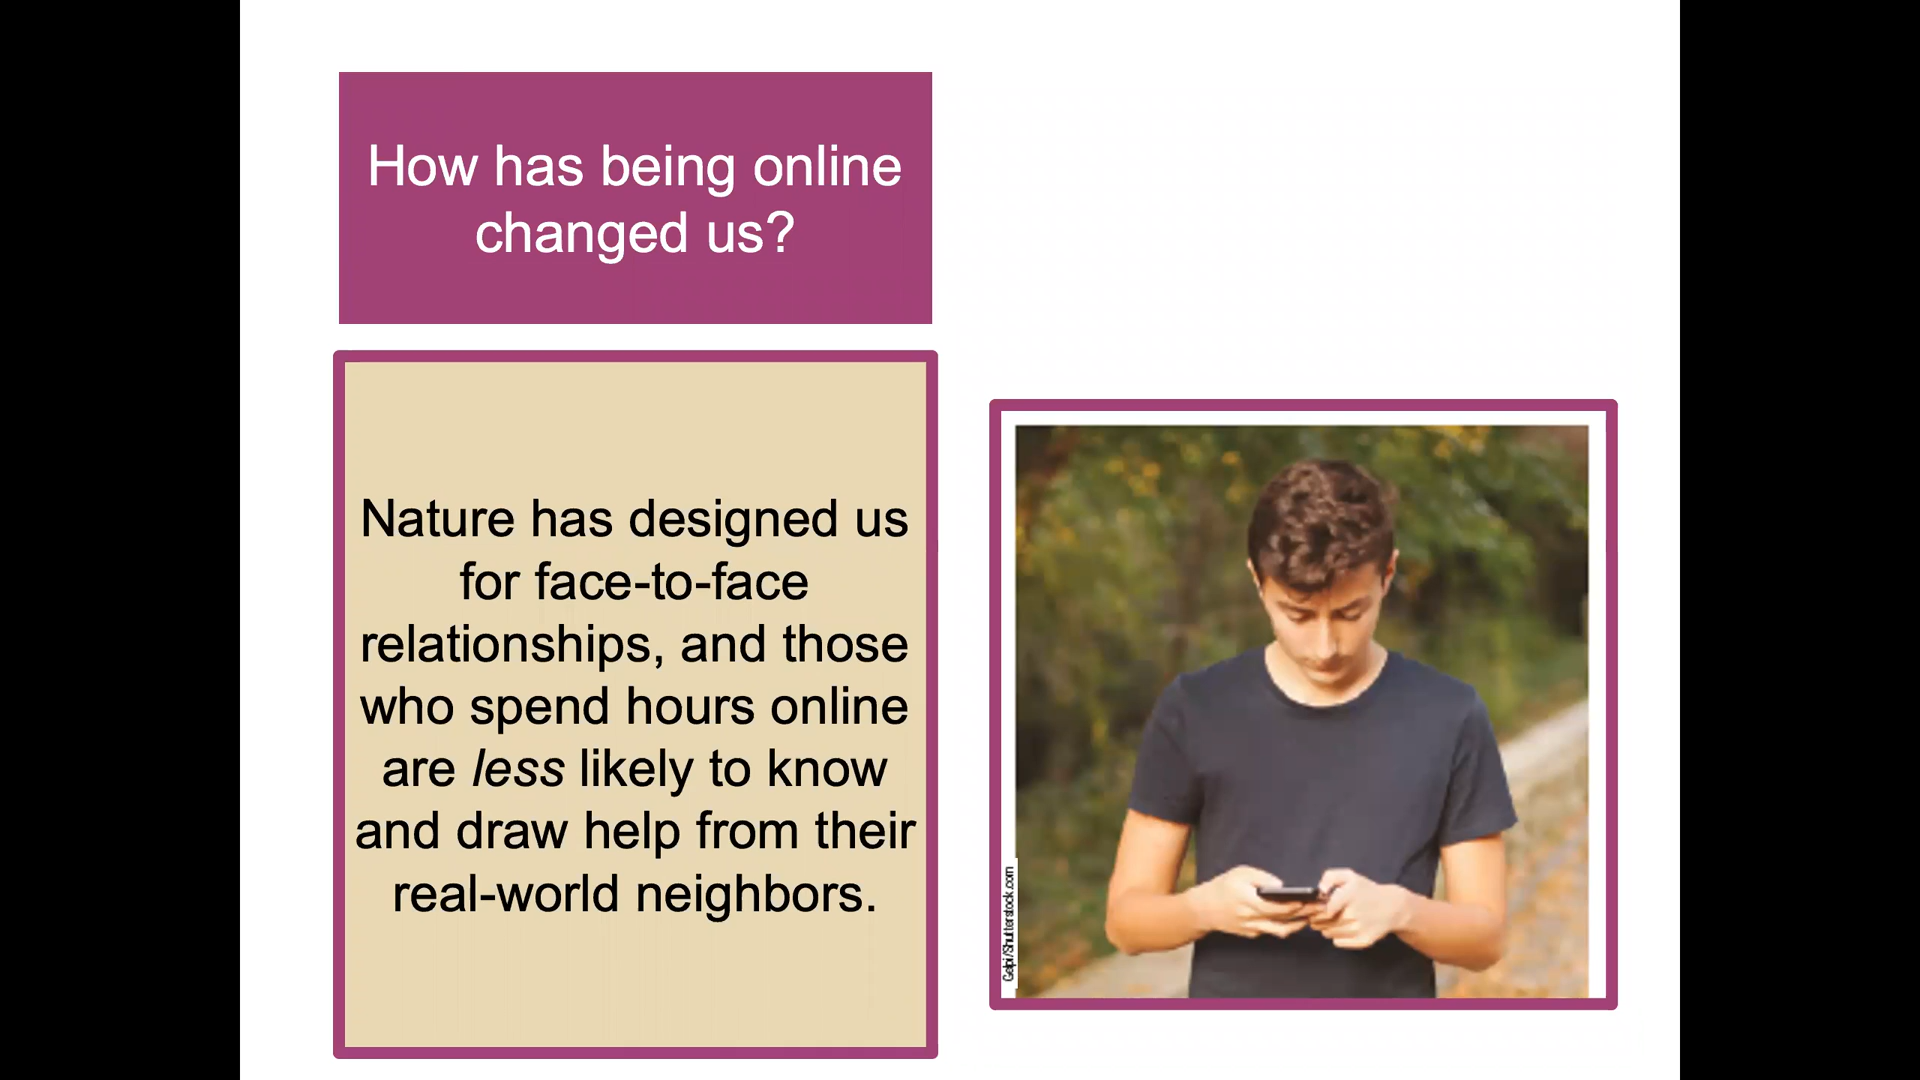 How has being online
changed us?
Nature has designed us
for face-to-face
relationships, and those
who spend hours online
are less likely to know
and draw help from their
real-world neighbors.
Gelpi/Shutterstock.com